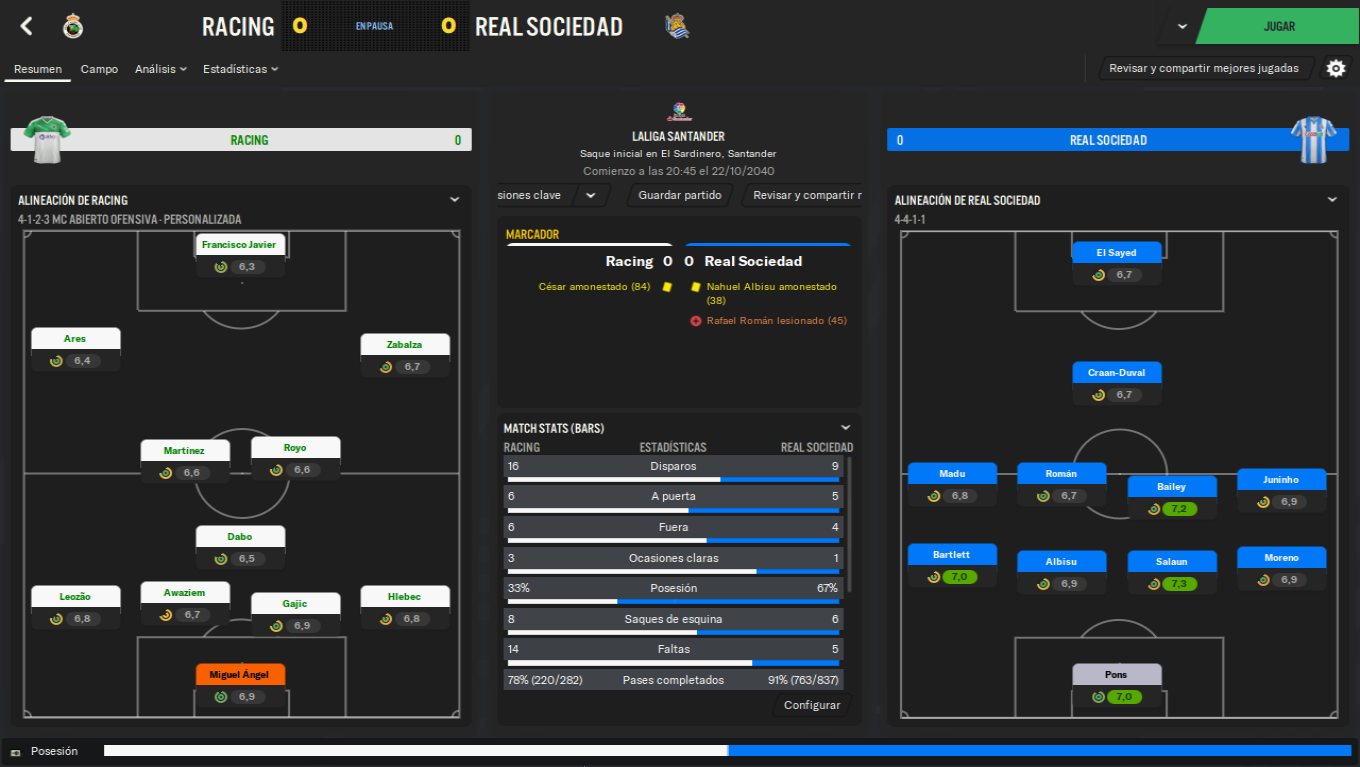 RACING 0 EN PAUSA 0 REAL SOCIEDAD
JUGAR
Resumen Campo Análisis Estadísticas
Revisar y compartir mejores jugadas
RACING 0
LALIGA SANTANDER
Saque inicial en El Sardinero, Santander
Comienzo a las 20:45 el 22/10/2040
siones clave Guardar partido Revisar y compartir r
0 REAL SOCIEDAD
ALINEACIÓN DE RACING
4-1-2-3 MC ABIERTO OFENSIVA - PERSONALIZADA
Francisco Javier
6,3
Ares
6,4
Zabalza
6,7
Martínez
6,6
Royo
6,6
Dabo
6,5
Leozão
6,8
Awaziem
6,7
Gajic
6,9
Hlebec
6,8
Miguel Ángel
6,9
MARCADOR
Racing 0 0 Real Sociedad
César amonestado (84)
Nahuel Albisu amonestado
(38)
Rafael Román lesionado (45)
MATCH STATS (BARS)
RACING ESTADÍSTICAS REAL SOCIEDAD
16 Disparos 9
6 A puerta 5
6 Fuera 4
3 Ocasiones claras 1
33% Posesión 67%
8 Saques de esquina 6
14 Faltas 5
78% (220/282) Pases completados 91% (763/837)
Configurar
ALINEACIÓN DE REAL SOCIEDAD
4-4-1-1
El Sayed
6,7
Craan-Duval
6,7
Madu
6,8
Román
6,7
Bailey
7,2
Juninho
6,9
Bartlett
7,0
Albisu
6,9
Salaun
7,3
Moreno
6,9
Pons
7,0
Posesión